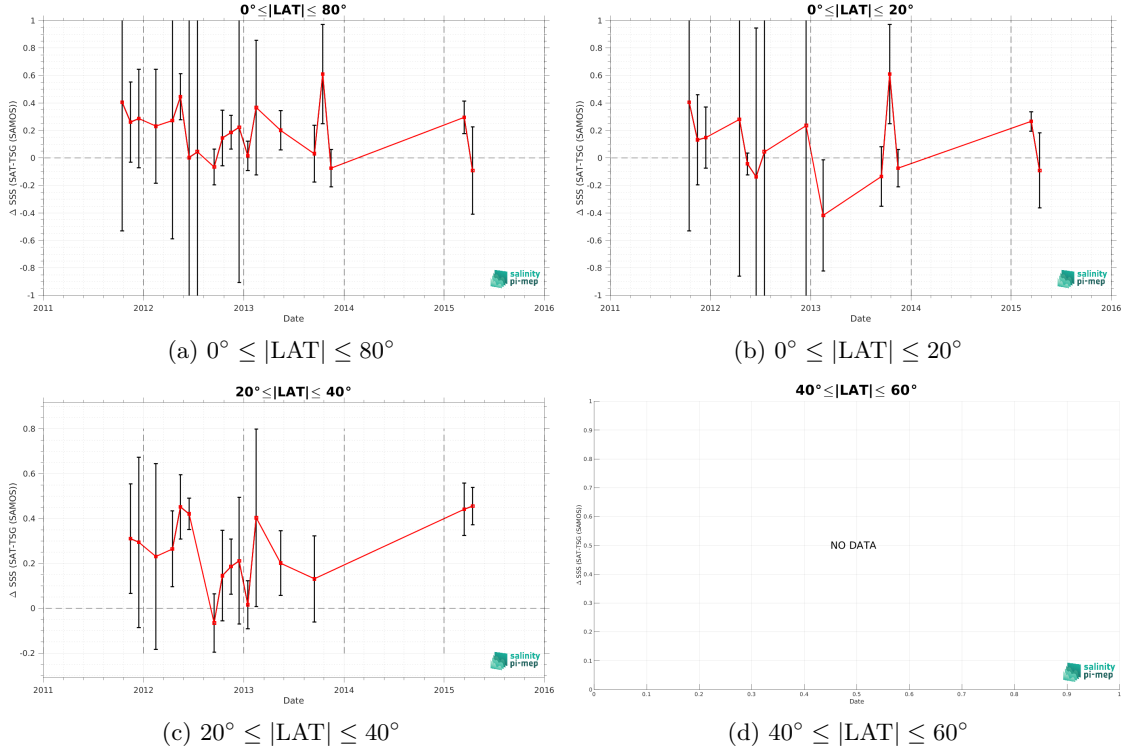 0°≤|LAT|≤ 80°
Δ SSS (SAT-TSG (SAMOS))
1
0.8
0.6
0.4
0.2
0
-0.2
-0.4
-0.6
-0.8
-1
2011 2012 2013 2014 2015 2016
Date
salinity
pi-mep
(a) 0° ≤ |LAT| ≤ 80°
0°≤|LAT|≤ 20°
Δ SSS (SAT-TSG (SAMOS))
1
0.8
0.6
0.4
0.2
0
-0.2
-0.4
-0.6
-0.8
-1
2011 2012 2013 2014 2015 2016
Date
salinity
pi-mep
(b) 0° ≤ |LAT| ≤ 20°
20°≤|LAT|≤ 40°
Δ SSS (SAT-TSG (SAMOS))
0.8
0.6
0.4
0.2
0
-0.2
2011 2012 2013 2014 2015 2016
Date
salinity
pi-mep
(c) 20° ≤ |LAT| ≤ 40°
40°≤|LAT|≤ 60°
Δ SSS (SAT-TSG (SAMOS))
1
0.9
0.8
0.7
0.6
0.5
0.4
0.3
0.2
0.1
0
NO DATA
0 0.1 0.2 0.3 0.4 0.5 0.6 0.7 0.8 0.9 1
Date
salinity
pi-mep
(d) 40° ≤ |LAT| ≤ 60°